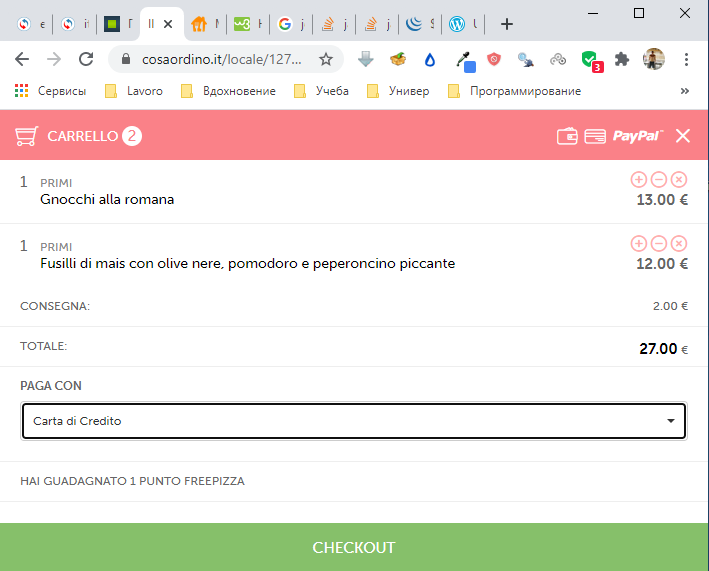 cosaordino.it/locale/127...
3
Сервисы
Lavoro
Вдохновение
Учеба
Универ
Программирование
»
CARRELLO 2
PayPal™
1 PRIMI
Gnocchi alla romana
13.00 €
1 PRIMI
Fusilli di mais con olive nere, pomodoro e peperoncino piccante
12.00 €
CONSEGNA: 2.00 €
TOTALE: 27.00 €
PAGA CON
Carta di Credito
HAI GUADAGNATO 1 PUNTO FREEPIZZA
CHECKOUT